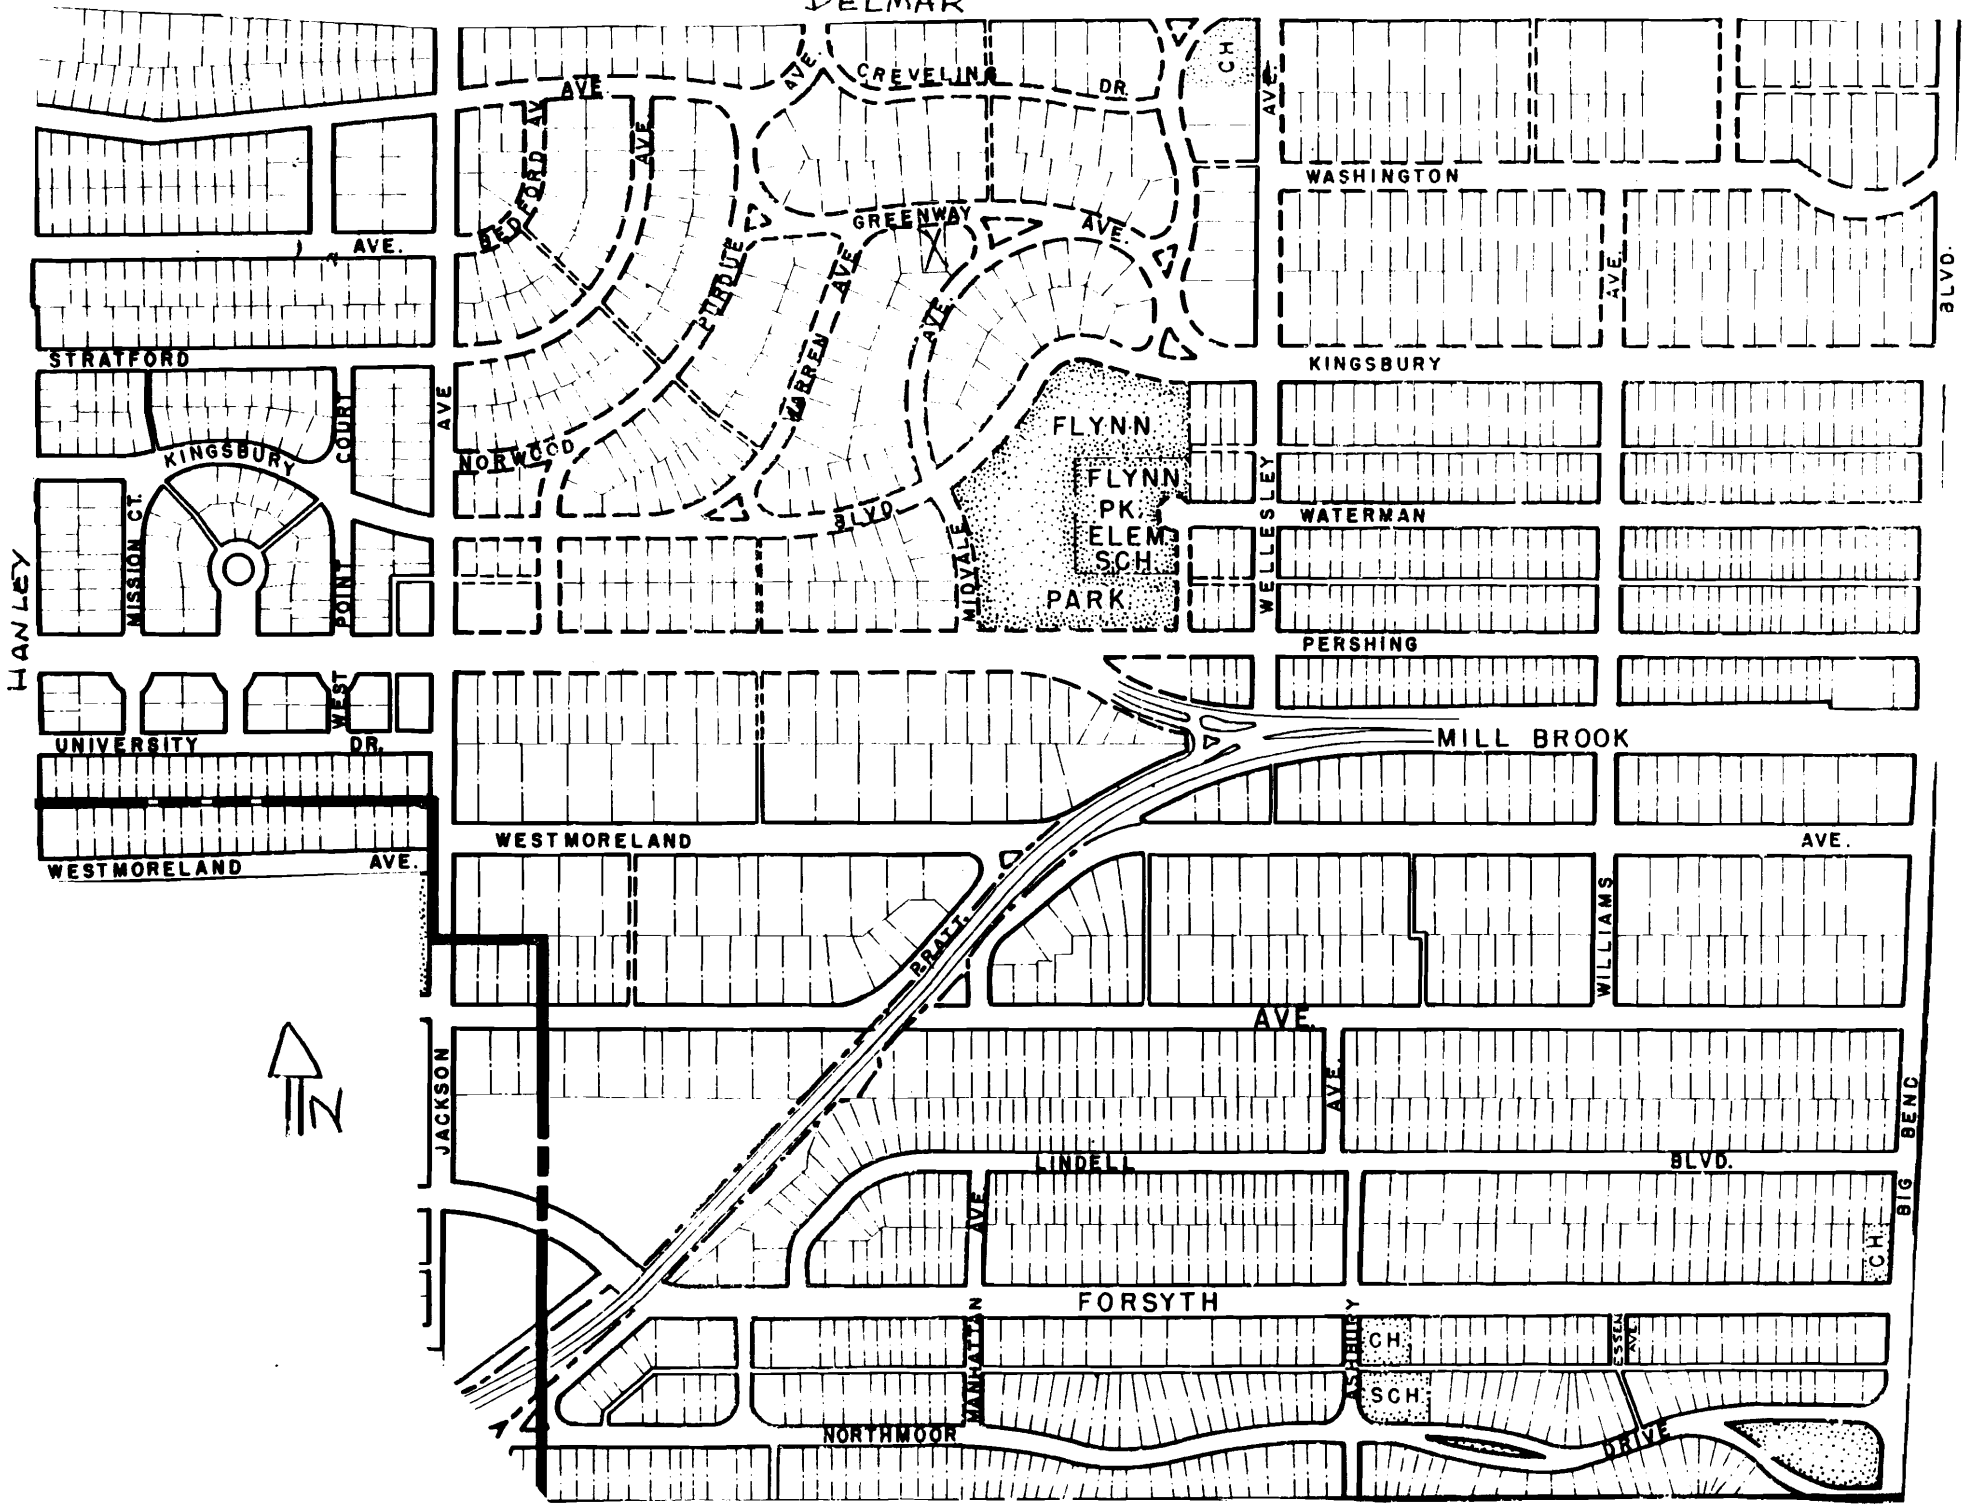 DELMAR
CH
AVE.
CREVELING
DR.
AVE
AVE.
BEDFORD AV
AVE
WASHINGTON
GREENWAY
AVE.
AVE.
PURDUE
AVE
AVE.
AVE.
BLVD.
STRATFORD
WARREN
KINGSBURY
AVE
COURT
FLYNN
KINGSBURY
NORWOOD
FLYNN
PK.
ELEM.
SCH.
PARK
WELLESLEY
MISSION CT.
BLVD.
WATERMAN
MIDVALE
HANLEY
POINT
WEST
PERSHING
UNIVERSITY
DR.
MILL BROOK
WESTMORELAND
AVE.
WESTMORELAND
AVE.
WILLIAMS
PRATT.
AVE.
N
JACKSON
AVE.
BIG BEND
LINDELL
BLVD.
AVE.
CH
FORSYTH
MANHATTAN
ASHBURY
CH
ESSEN
AVE.
SCH
NORTHMOOR
DRIVE